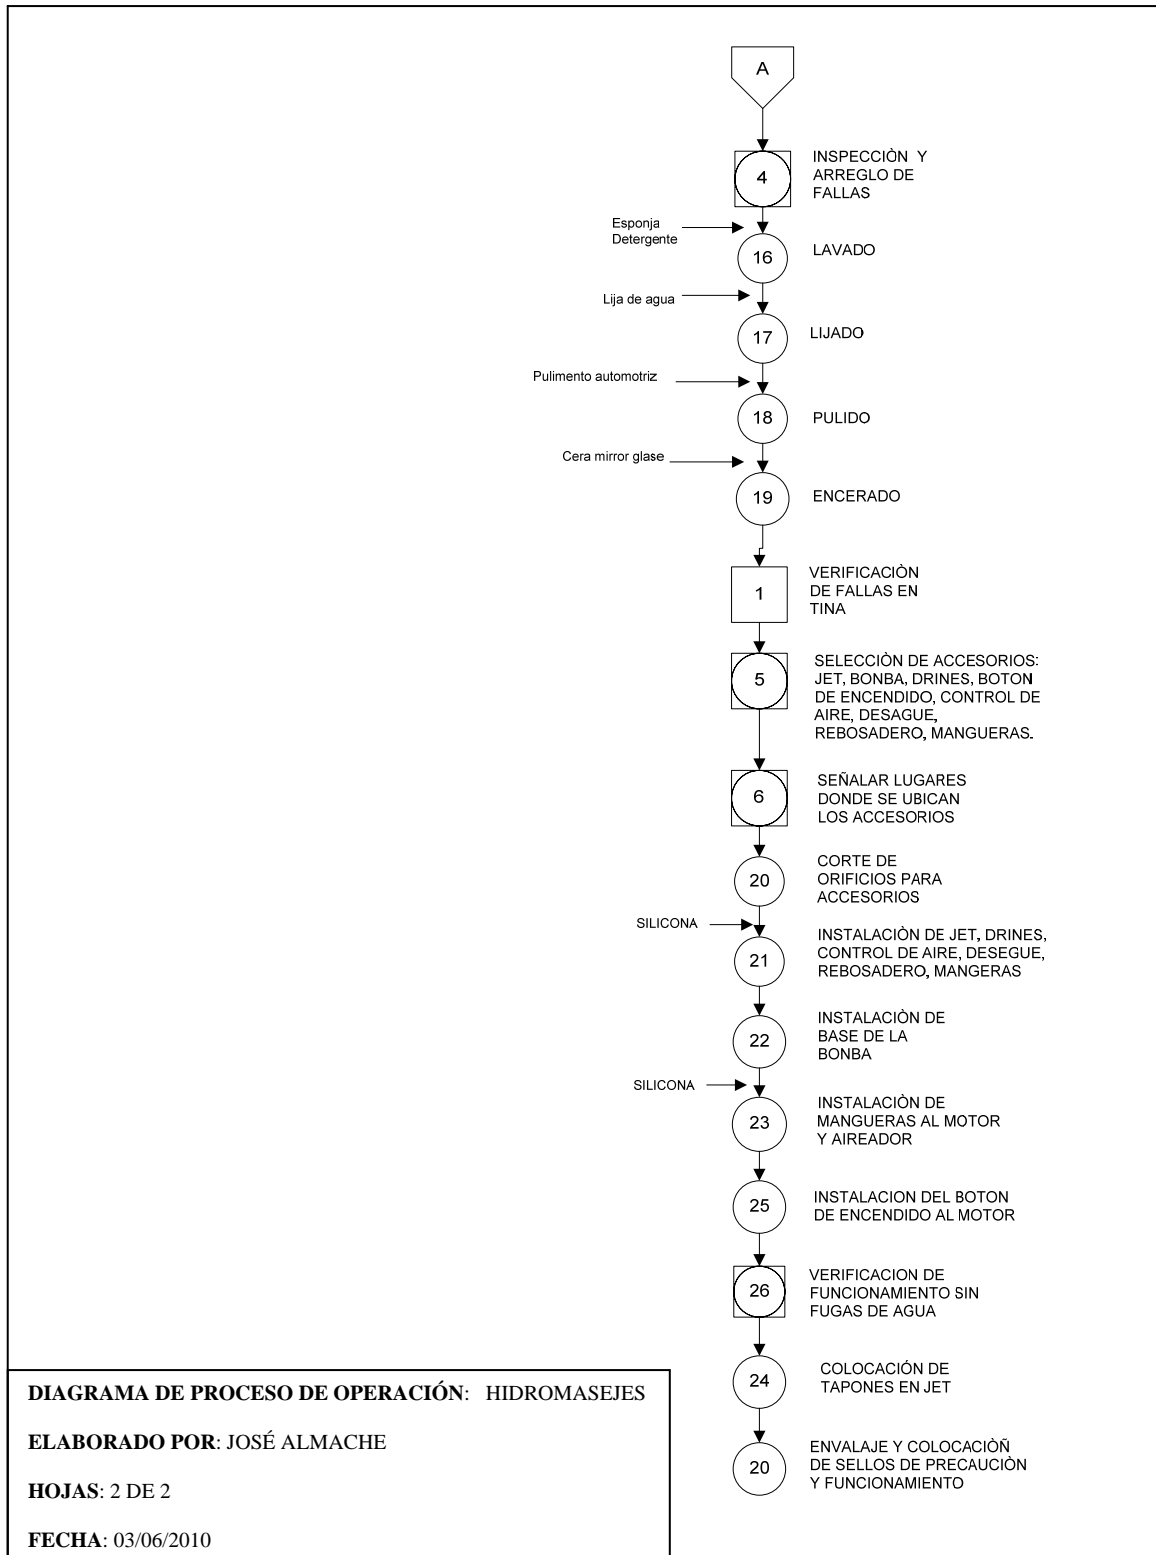 A
4
INSPECCIÒN Y
ARREGLO DE
FALLAS
Esponja
Detergente
16
LAVADO
Lija de agua
17
LIJADO
Pulimento automotriz
18
PULIDO
Cera mirror glase
19
ENCERADO
1
VERIFICACIÒN
DE FALLAS EN
TINA
5
SELECCIÒN DE ACCESORIOS:
JET, BONBA, DRINES, BOTON
DE ENCENDIDO, CONTROL DE
AIRE, DESAGUE,
REBOSADERO, MANGUERAS.
6
SEÑALAR LUGARES
DONDE SE UBICAN
LOS ACCESORIOS
20
CORTE DE
ORIFICIOS PARA
ACCESORIOS
SILICONA
21
INSTALACIÒN DE JET, DRINES,
CONTROL DE AIRE, DESEGUE,
REBOSADERO, MANGERAS
22
INSTALACIÒN DE
BASE DE LA
BONBA
SILICONA
23
INSTALACIÒN DE
MANGUERAS AL MOTOR
Y AIREADOR
25
INSTALACION DEL BOTON
DE ENCENDIDO AL MOTOR
26
VERIFICACION DE
FUNCIONAMIENTO SIN
FUGAS DE AGUA
24
COLOCACIÓN DE
TAPONES EN JET
20
ENVALAJE Y COLOCACIÒÑ
DE SELLOS DE PRECAUCIÒN
Y FUNCIONAMIENTO
DIAGRAMA DE PROCESO DE OPERACIÓN: HIDROMASEJES
ELABORADO POR: JOSÉ ALMACHE
HOJAS: 2 DE 2
FECHA: 03/06/2010